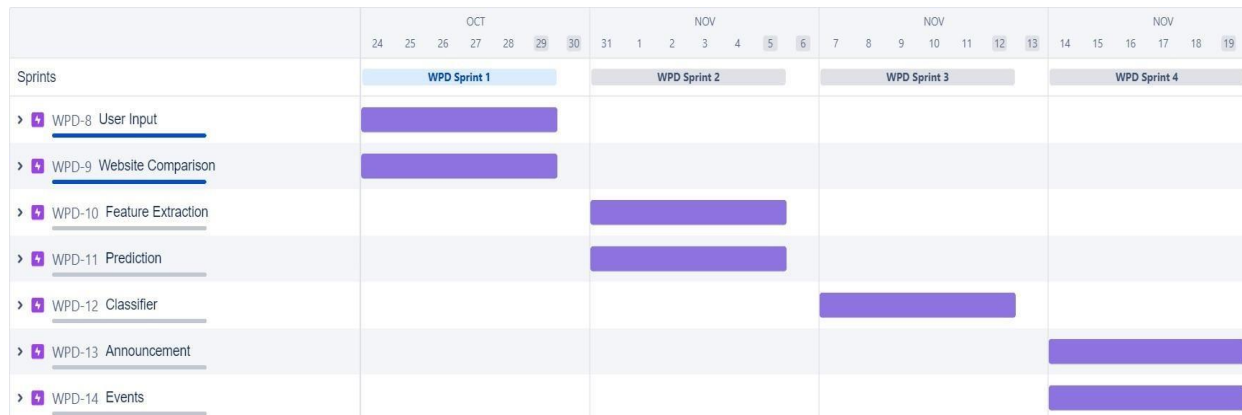 OCT NOV NOV NOV
24 25 26 27 28 29 30 31 1 2 3 4 5 6 7 8 9 10 11 12 13 14 15 16 17 18 19
Sprints WPD Sprint 1 WPD Sprint 2 WPD Sprint 3 WPD Sprint 4
WPD-8 User Input
WPD-9 Website Comparison
WPD-10 Feature Extraction
WPD-11 Prediction
WPD-12 Classifier
WPD-13 Announcement
WPD-14 Events